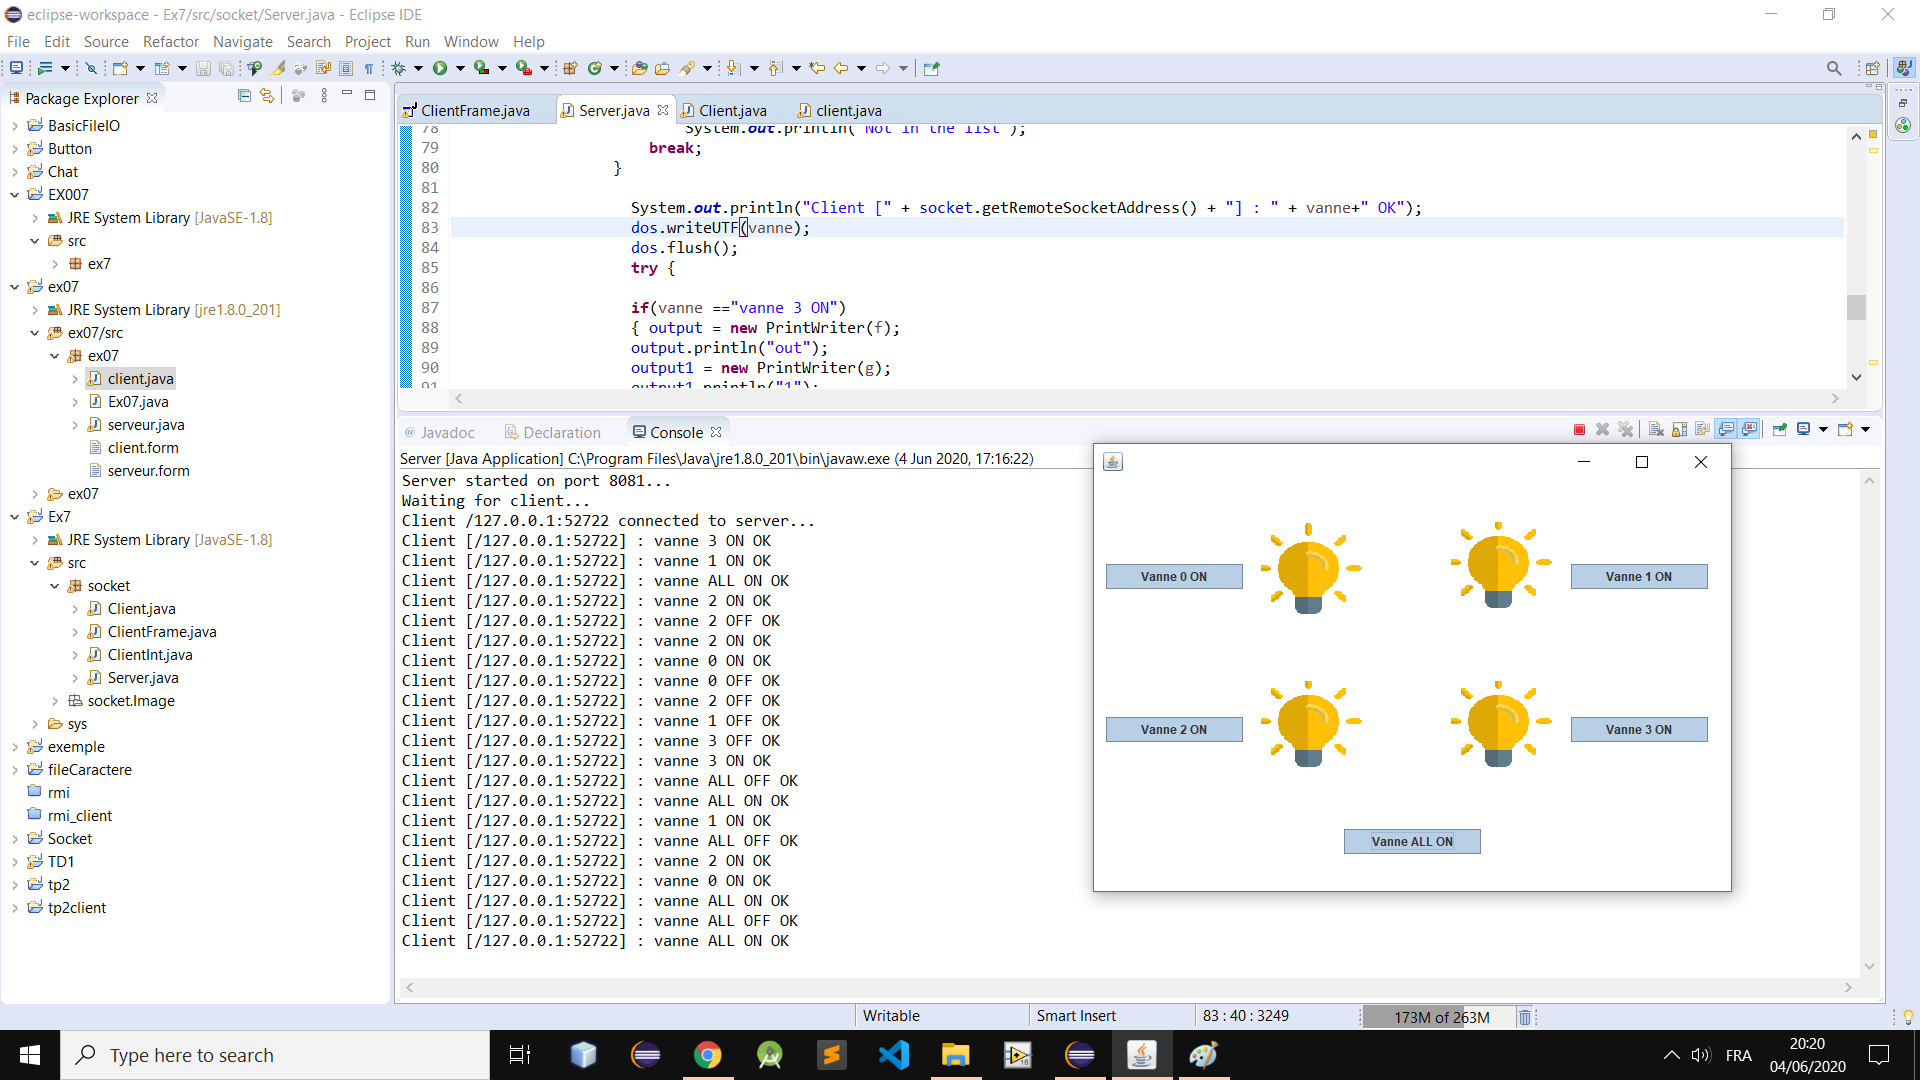 eclipse-workspace - Ex7/src/socket/Server.java - Eclipse IDE
File Edit Source Refactor Navigate Search Project Run Window Help
Package Explorer
BasicFileIO
Button
Chat
EX007
JRE System Library [JavaSE-1.8]
src
ex7
ex07
JRE System Library [jre1.8.0_201]
ex07/src
ex07
client.java
Ex07.java
serveur.java
client.form
serveur.form
ex07
Ex7
JRE System Library [JavaSE-1.8]
src
socket
Client.java
ClientFrame.java
ClientInt.java
Server.java
socket.Image
sys
exemple
fileCaractere
rmi
rmi_client
Socket
TD1
tp2
tp2client
ClientFrame.java Server.java Client.java client.java
78 System.out.println("Not in the list");
79 break;
80 }
81
82 System.out.println("Client [" + socket.getRemoteSocketAddress() + "] : " + vanne+" OK");
83 dos.writeUTF(vanne);
84 dos.flush();
85 try {
86
87 if(vanne =="vanne 3 ON")
88 { output = new PrintWriter(f);
89 output.println("out");
90 output1 = new PrintWriter(g);
91 output1.println("1");
Javadoc Declaration Console
Server [Java Application] C:\Program Files\Java\jre1.8.0_201\bin\javaw.exe (4 Jun 2020, 17:16:22)
Server started on port 8081...
Waiting for client...
Client /127.0.0.1:52722 connected to server...
Client [/127.0.0.1:52722] : vanne 3 ON OK
Client [/127.0.0.1:52722] : vanne 1 ON OK
Client [/127.0.0.1:52722] : vanne ALL ON OK
Client [/127.0.0.1:52722] : vanne 2 ON OK
Client [/127.0.0.1:52722] : vanne 2 OFF OK
Client [/127.0.0.1:52722] : vanne 2 ON OK
Client [/127.0.0.1:52722] : vanne 0 ON OK
Client [/127.0.0.1:52722] : vanne 0 OFF OK
Client [/127.0.0.1:52722] : vanne 2 OFF OK
Client [/127.0.0.1:52722] : vanne 1 OFF OK
Client [/127.0.0.1:52722] : vanne 3 OFF OK
Client [/127.0.0.1:52722] : vanne 3 ON OK
Client [/127.0.0.1:52722] : vanne ALL OFF OK
Client [/127.0.0.1:52722] : vanne ALL ON OK
Client [/127.0.0.1:52722] : vanne 1 ON OK
Client [/127.0.0.1:52722] : vanne ALL OFF OK
Client [/127.0.0.1:52722] : vanne 2 ON OK
Client [/127.0.0.1:52722] : vanne 0 ON OK
Client [/127.0.0.1:52722] : vanne ALL ON OK
Client [/127.0.0.1:52722] : vanne ALL OFF OK
Client [/127.0.0.1:52722] : vanne ALL ON OK
Vanne 0 ON
Vanne 1 ON
Vanne 2 ON
Vanne 3 ON
Vanne ALL ON
Writable Smart Insert 83 : 40 : 3249 173M of 263M
Type here to search
FRA
20:20
04/06/2020